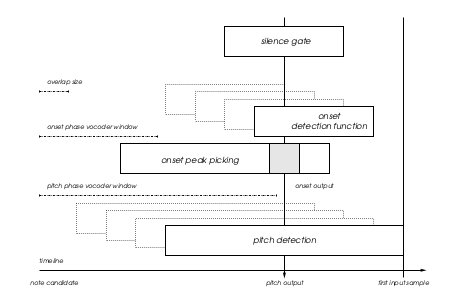 silence gate
overlap size
onset
detection function
onset phase vocoder window
onset peak picking
pitch phase vocoder window
onset output
pitch detection
timeline
note candidate
pitch output
first input sample